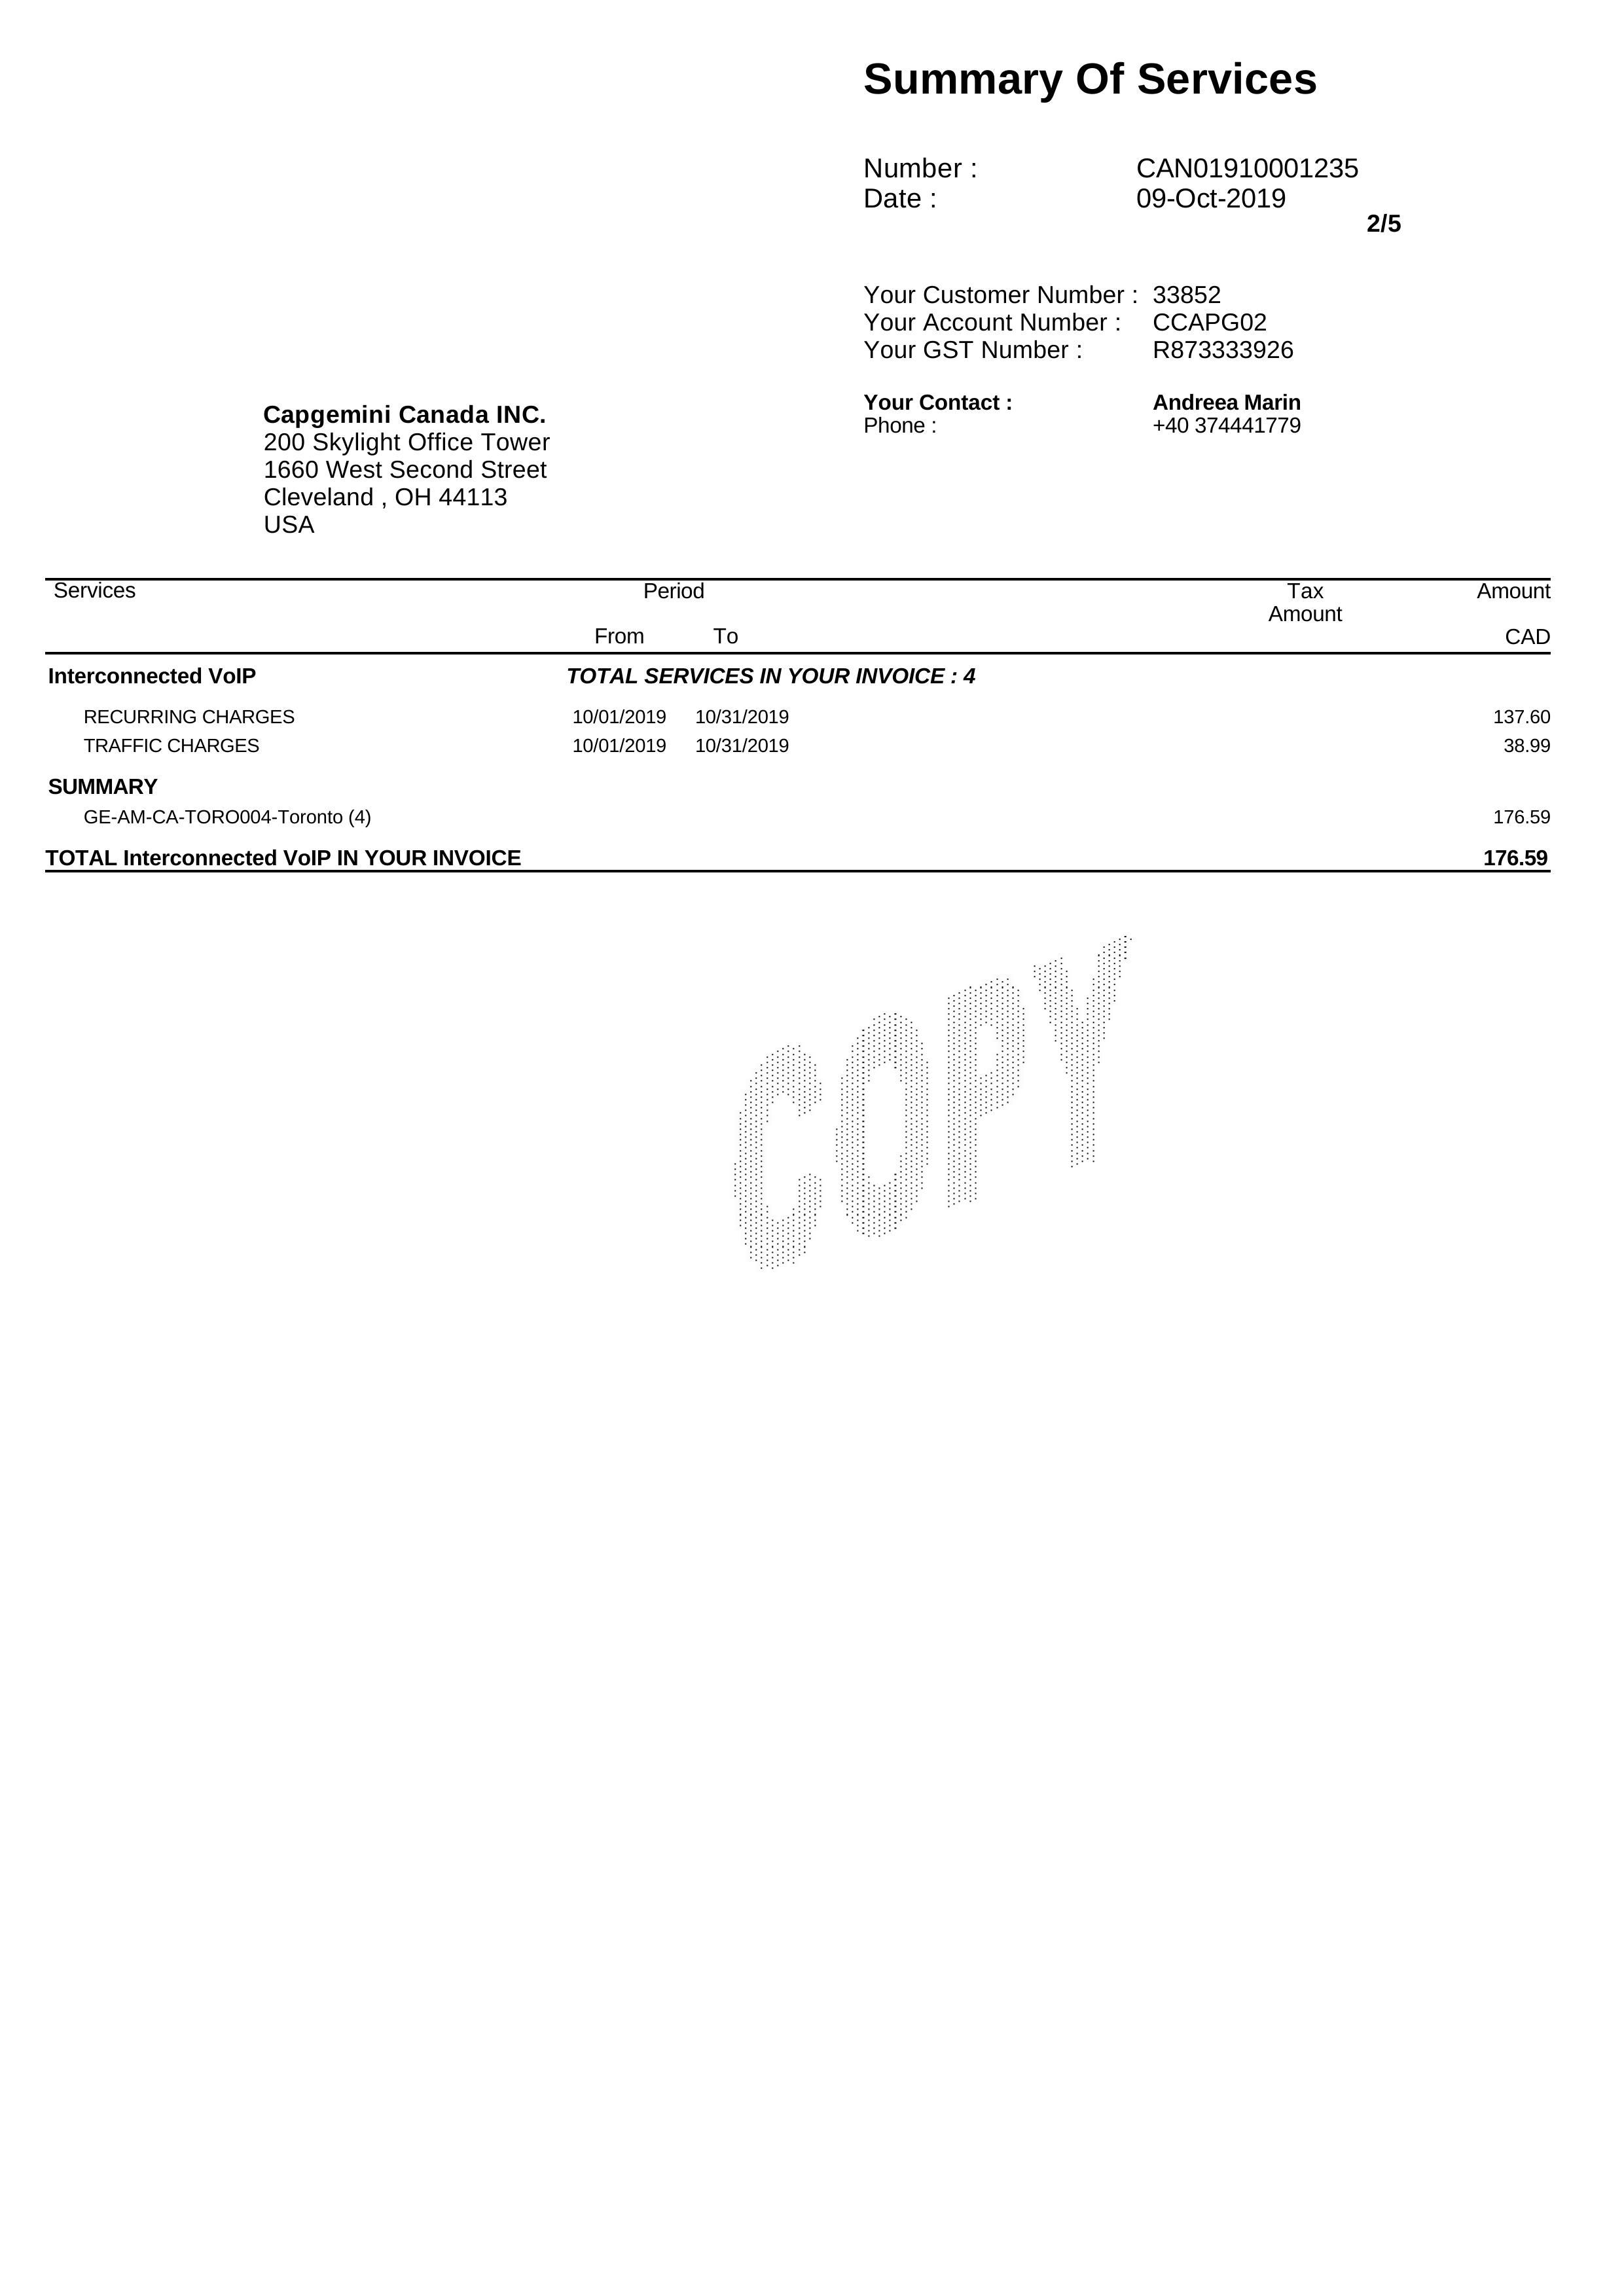 Summary Of Services
Number : CAN01910001235
Date : 09-Oct-2019
2/5
Your Customer Number : 33852
Your Account Number : CCAPG02
Your GST Number : R873333926
Your Contact : Andreea Marin
Phone : +40 374441779
Capgemini Canada INC.
200 Skylight Office Tower
1660 West Second Street
Cleveland , OH 44113
USA
Services Period Tax Amount
Amount
From To CAD
Interconnected VoIP TOTAL SERVICES IN YOUR INVOICE : 4
RECURRING CHARGES 10/01/2019 10/31/2019 137.60
TRAFFIC CHARGES 10/01/2019 10/31/2019 38.99
SUMMARY
GE-AM-CA-TORO004-Toronto (4) 176.59
TOTAL Interconnected VoIP IN YOUR INVOICE 176.59
COPY